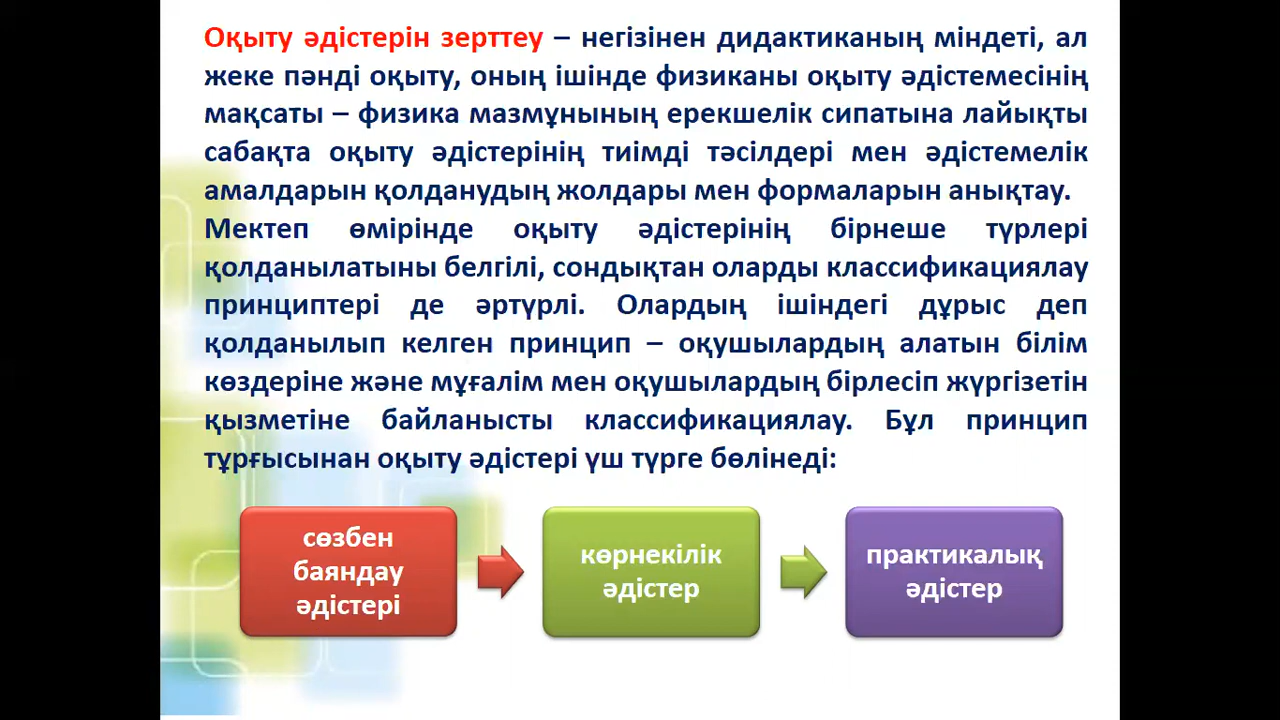 Оқыту әдістерін зерттеу – негізінен дидактиканың міндеті, ал
жеке пәнді оқыту, оның ішінде физиканы оқыту әдістемесінің
мақсаты – физика мазмұнының ерекшелік сипатына лайықты
сабақта оқыту әдістерінің тиімді тәсілдері мен әдістемелік
амалдарын қолданудың жолдары мен формаларын анықтау.
Мектеп өмірінде оқыту әдістерінің бірнеше түрлері
қолданылатыны белгілі, сондықтан оларды классификациялау
принциптері де әртүрлі. Олардың ішіндегі дұрыс деп
қолданылып келген принцип – оқушылардың алатын білім
көздеріне және мұғалім мен оқушылардың бірлесіп жүргізетін
қызметіне байланысты классификациялау. Бұл принцип
тұрғысынан оқыту әдістері үш түрге бөлінеді:
сөзбен
баяндау
әдістері
көрнекілік
әдістер
практикалық
әдістер